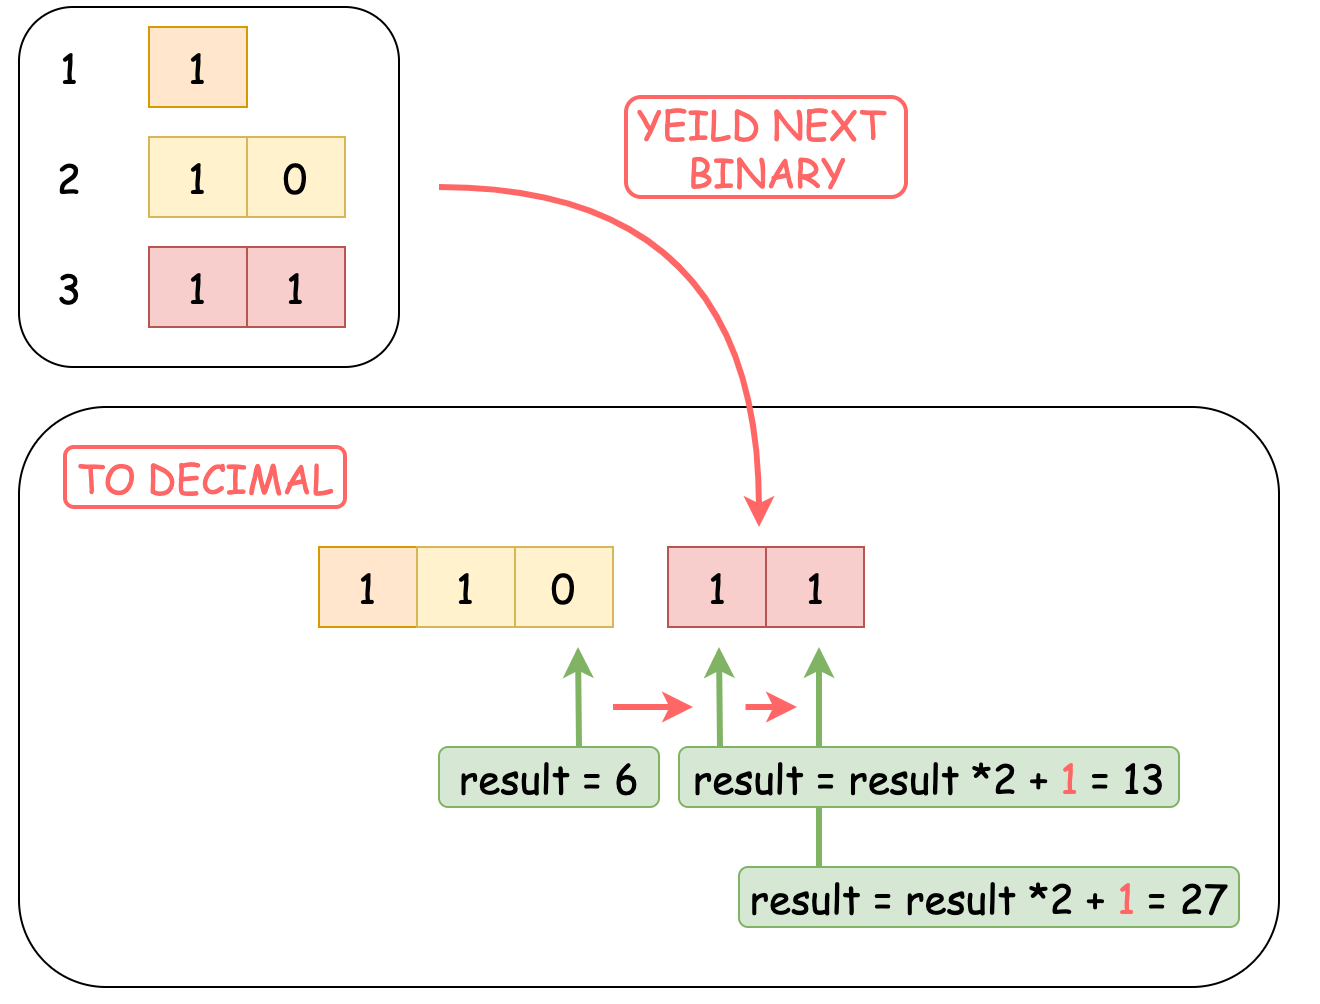 1 1
2 1 0
3 1 1
YEILD NEXT
BINARY
TO DECIMAL
1 1 0 1 1
result = 6
result = result *2 + 1 = 13
result = result *2 + 1 = 27